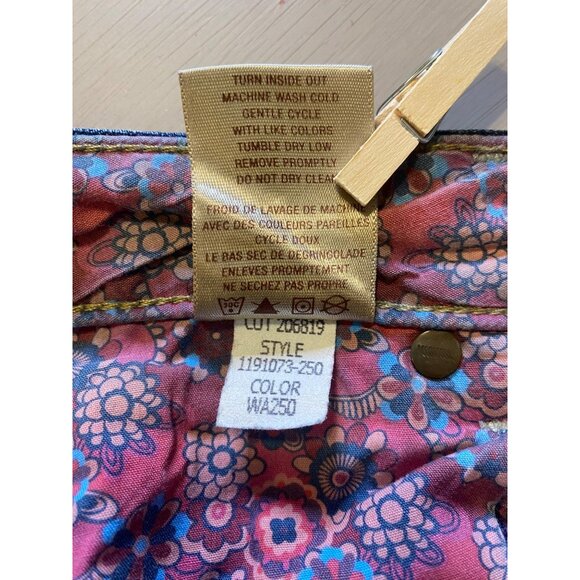 TURN INSIDE OUT
MACHINE WASH COLD
GENTLE CYCLE
WITH LIKE COLORS
TUMBLE DRY LOW
REMOVE PROMPTLY
DO NOT DRY CLEAN
FROID DE LAVAGE DE MACHINE
AVEC DES COULEURS PAREILLES
CYCLE DOUX
LE BAS SEC DE DEGRINGOLADE
ENLEVES PROMPTEMENT
NE SECHEZ PAS PROPRE
30C
CUT Z06819
STYLE
1191073-250
COLOR
WA250